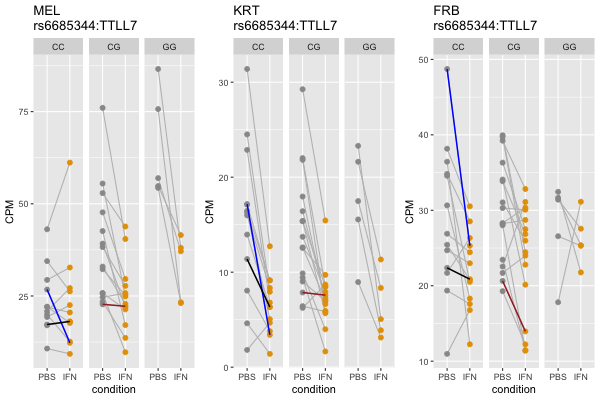 MEL
rs6685344:TTLL7
KRT
rs6685344:TTLL7
FRB
rs6685344:TTLL7
CC CG GG
CC CG GG
CC CG GG
CPM
75
50
25
CPM
30
20
10
0
CPM
50
40
30
20
10
PBS IFN PBS IFN PBS IFN
PBS IFN PBS IFN PBS IFN
PBS IFN PBS IFN PBS IFN
condition
condition
condition